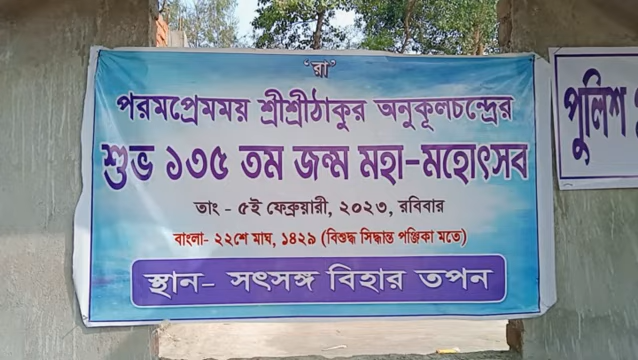 'রা'
পরমপ্রেমময় শ্রীশ্রীঠাকুর অনুকূলচন্দ্রের
শুভ ১৩৫ তম জন্ম মহা-মহোৎসব
তাং - ৫ই ফেব্রুয়ারী, ২০২৩, রবিবার
বাংলা- ২২শে মাঘ, ১৪২৯ (বিশুদ্ধ সিদ্ধান্ত পঞ্জিকা মতে)
স্থান- সৎসঙ্গ বিহার তপন
পুলিশ